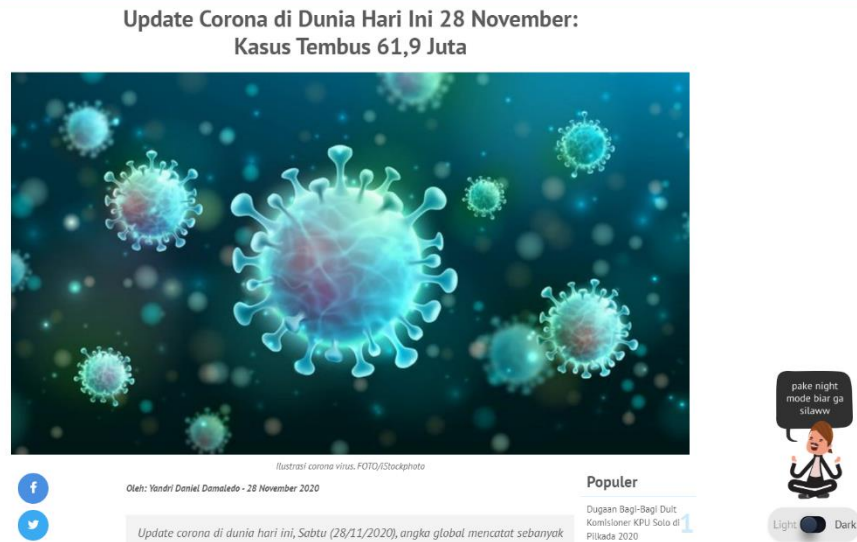 Update Corona di Dunia Hari Ini 28 November:
Kasus Tembus 61,9 Juta
Ilustrasi corona virus. FOTO/iStockphoto
Oleh: Yandri Daniel Damaledo - 28 November 2020
Update corona di dunia hari ini, Sabtu (28/11/2020), angka global mencatat sebanyak
Populer
Dugaan Bagi-Bagi Duit
Komisioner KPU Solo di
Pilkada 2020
1
pake night
mode biar ga
silaww
Light Dark